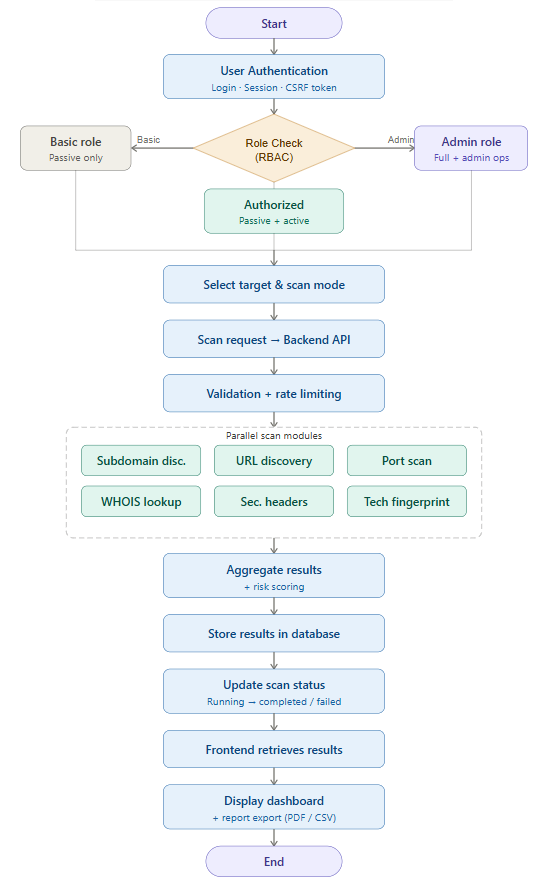 Start
User Authentication
Login · Session · CSRF token
Role Check
(RBAC)
Basic
Admin
Basic role
Passive only
Admin role
Full + admin ops
Authorized
Passive + active
Select target & scan mode
Scan request → Backend API
Validation + rate limiting
Parallel scan modules
Subdomain disc.
URL discovery
Port scan
WHOIS lookup
Sec. headers
Tech fingerprint
Aggregate results
+ risk scoring
Store results in database
Update scan status
Running → completed / failed
Frontend retrieves results
Display dashboard
+ report export (PDF / CSV)
End